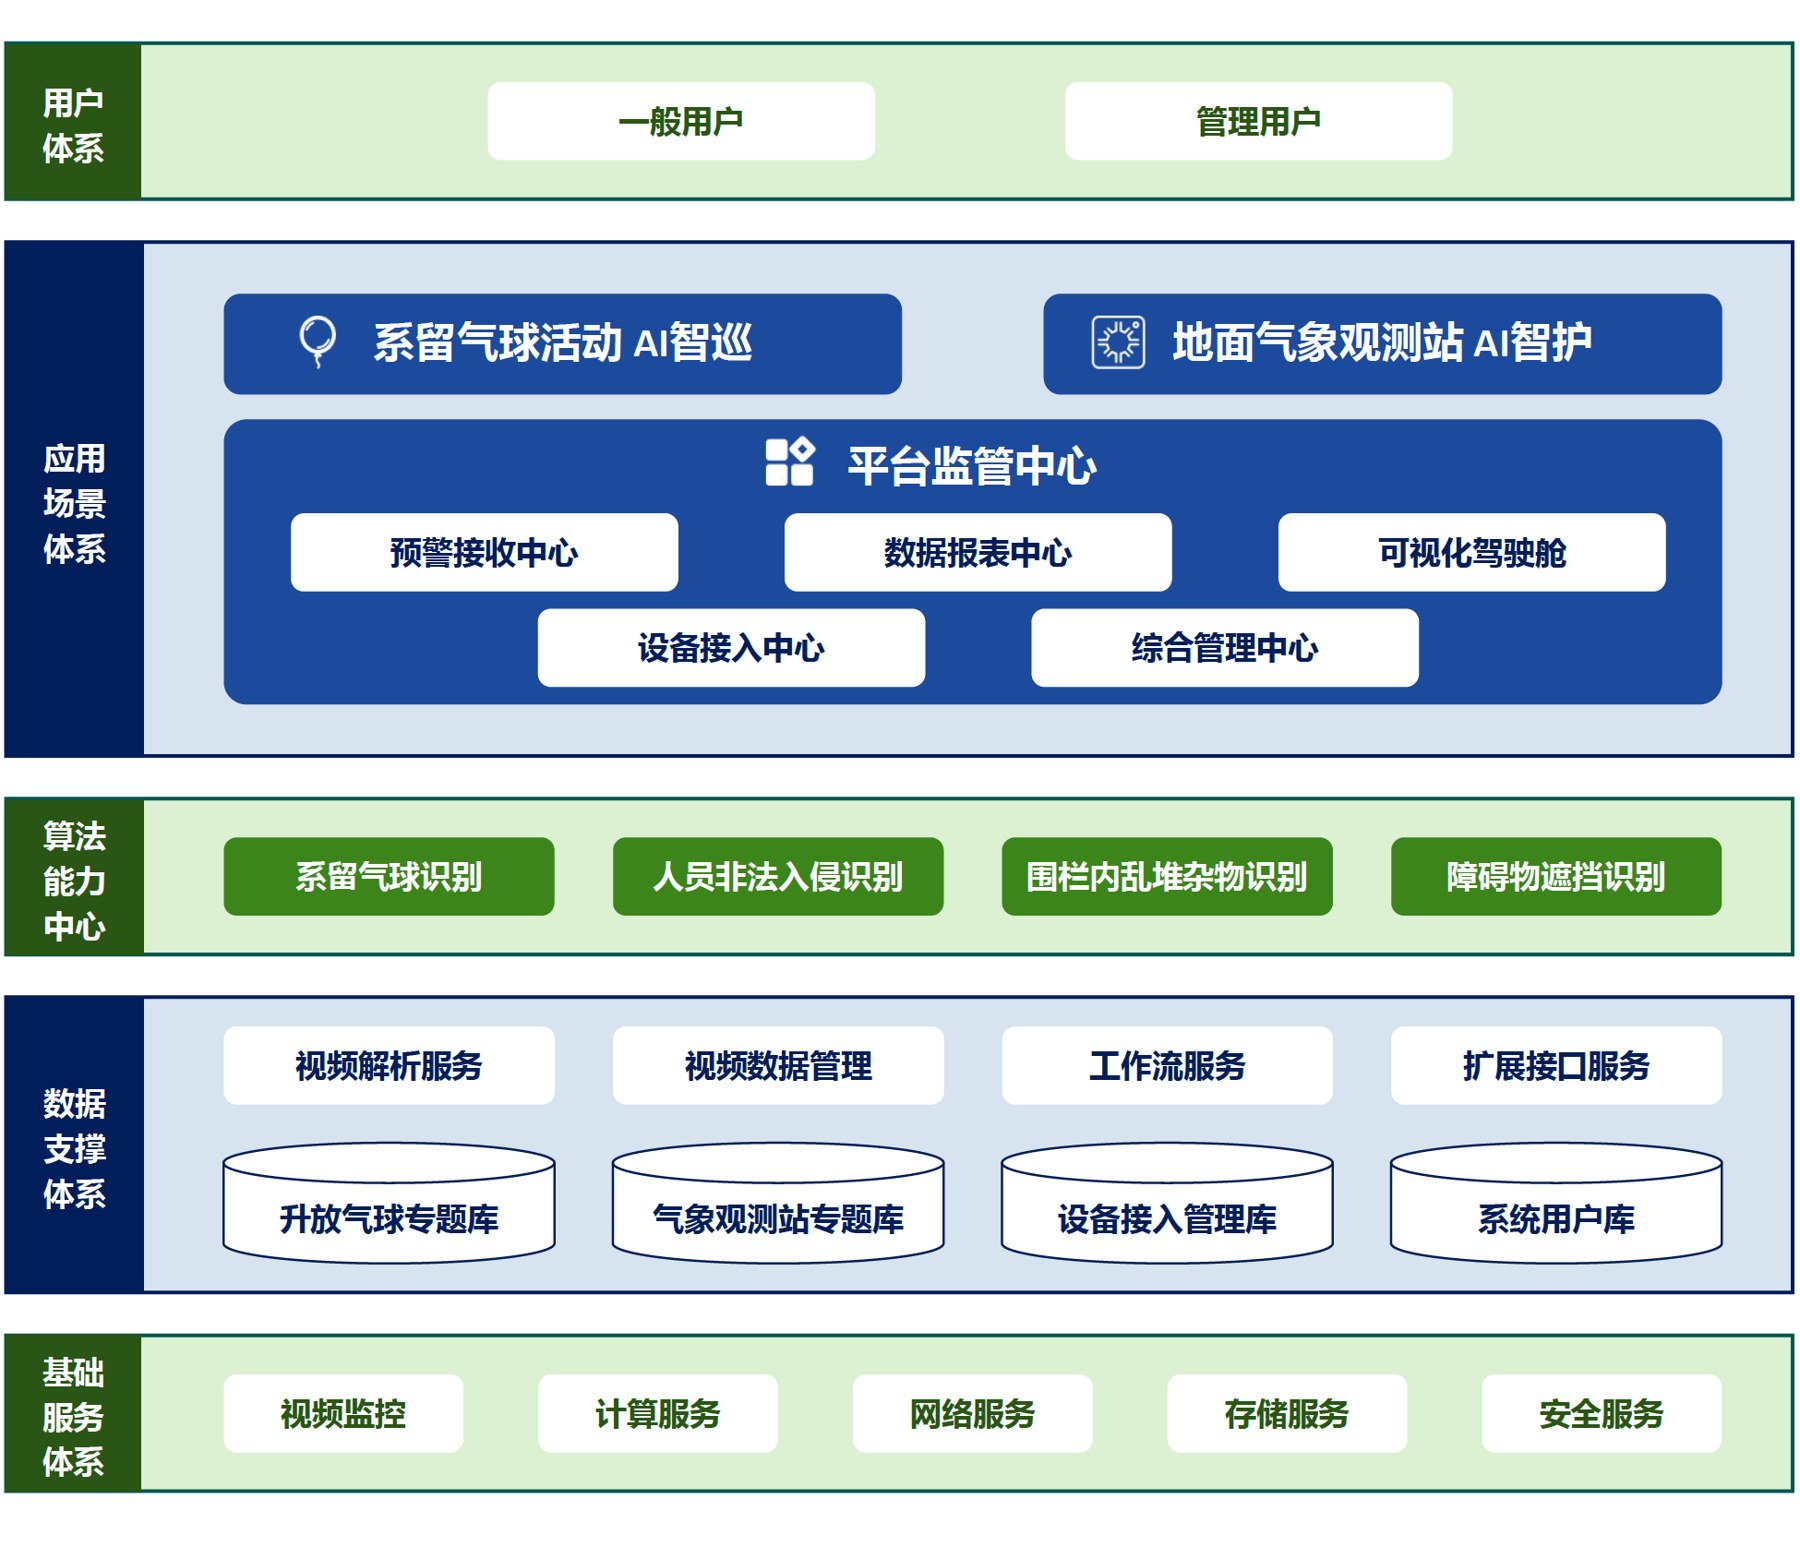 用户
体系
一般用户
管理用户
应用
场景
体系
系留气球活动 AI智巡
地面气象观测站 AI智护
平台监管中心
预警接收中心
数据报表中心
可视化驾驶舱
设备接入中心
综合管理中心
算法
能力
中心
系留气球识别
人员非法入侵识别
围栏内乱堆杂物识别
障碍物遮挡识别
数据
支撑
体系
视频解析服务
视频数据管理
工作流服务
扩展接口服务
升放气球专题库
气象观测站专题库
设备接入管理库
系统用户库
基础
服务
体系
视频监控
计算服务
网络服务
存储服务
安全服务